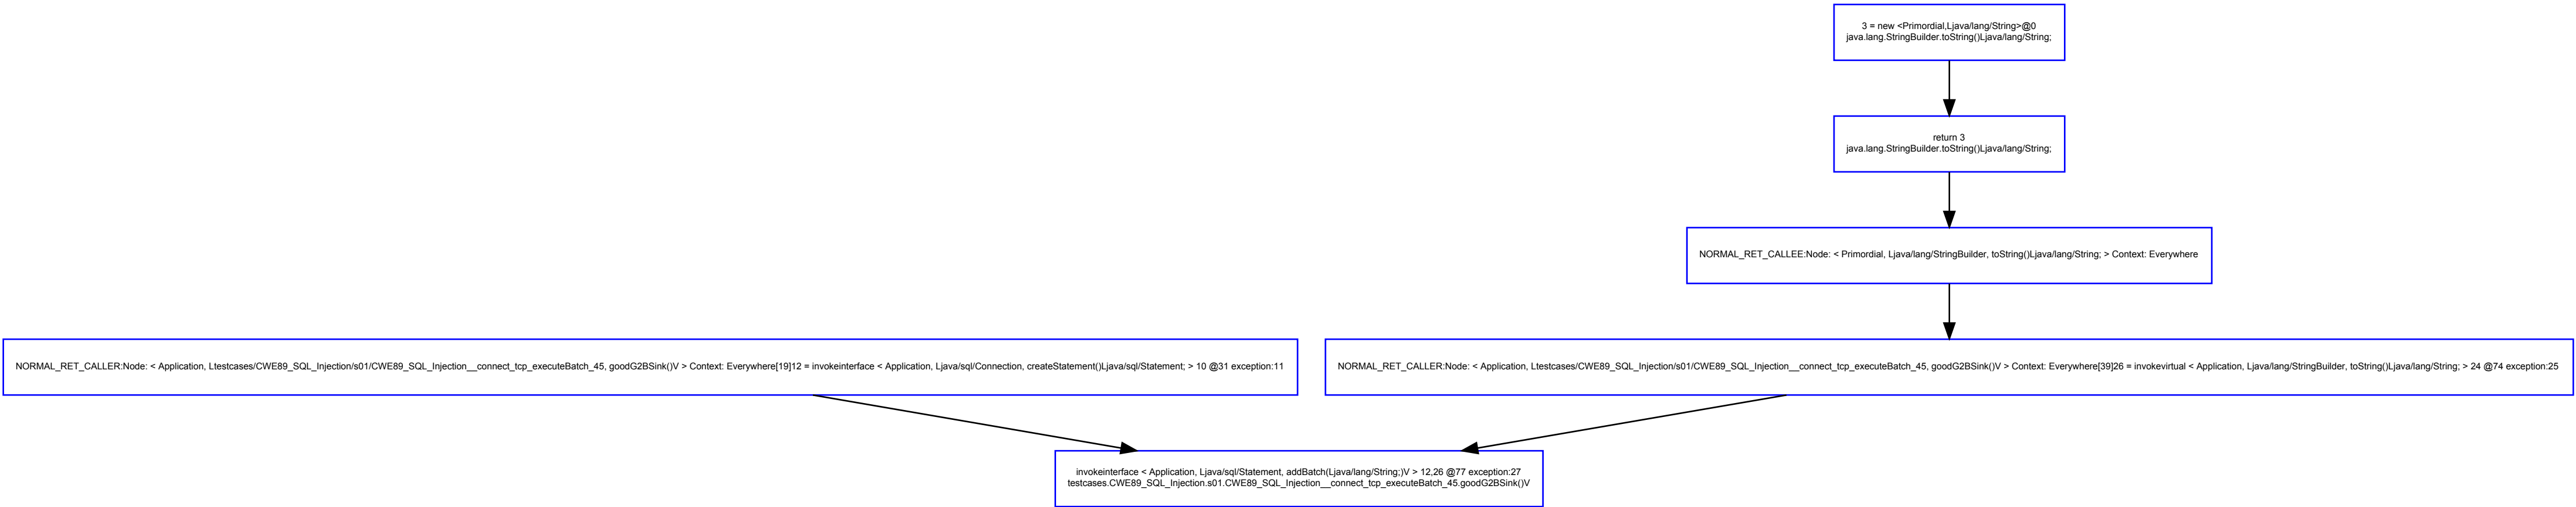 3 = new <Primordial,Ljava/lang/String>@0
java.lang.StringBuilder.toString()Ljava/lang/String;
return 3
java.lang.StringBuilder.toString()Ljava/lang/String;
NORMAL_RET_CALLEE:Node: < Primordial, Ljava/lang/StringBuilder, toString()Ljava/lang/String; > Context: Everywhere
NORMAL_RET_CALLER:Node: < Application, Ltestcases/CWE89_SQL_Injection/s01/CWE89_SQL_Injection__connect_tcp_executeBatch_45, goodG2BSink()V > Context: Everywhere[19]12 = invokeinterface < Application, Ljava/sql/Connection, createStatement()Ljava/sql/Statement; > 10 @31 exception:11
NORMAL_RET_CALLER:Node: < Application, Ltestcases/CWE89_SQL_Injection/s01/CWE89_SQL_Injection__connect_tcp_executeBatch_45, goodG2BSink()V > Context: Everywhere[39]26 = invokevirtual < Application, Ljava/lang/StringBuilder, toString()Ljava/lang/String; > 24 @74 exception:25
invokeinterface < Application, Ljava/sql/Statement, addBatch(Ljava/lang/String;)V > 12,26 @77 exception:27
testcases.CWE89_SQL_Injection.s01.CWE89_SQL_Injection__connect_tcp_executeBatch_45.goodG2BSink()V